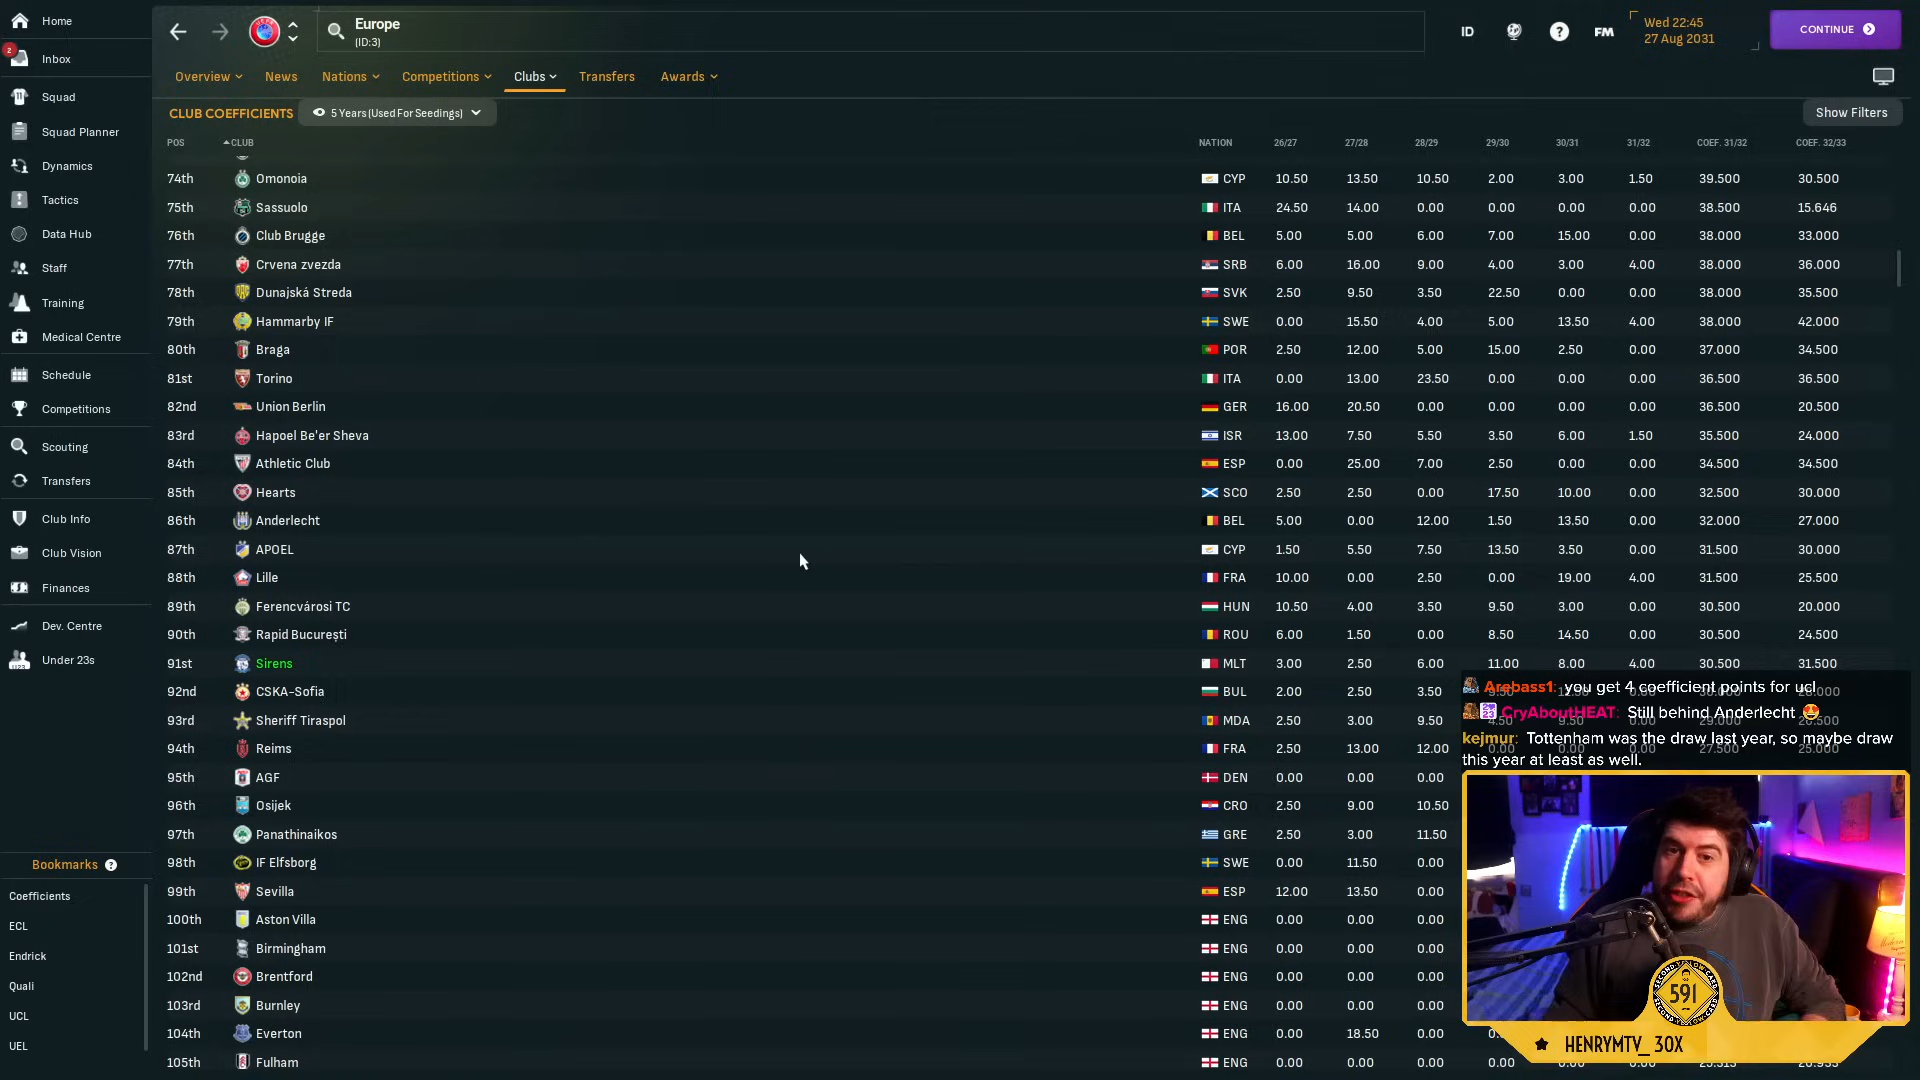 Home
Europe
(ID:3)
ID
FM
Wed 22:45
27 Aug 2031
CONTINUE
2
Inbox
Overview News Nations Competitions Clubs Transfers Awards
Squad
Squad Planner
Dynamics
Tactics
Data Hub
Staff
Training
Medical Centre
Schedule
Competitions
Scouting
Transfers
Club Info
Club Vision
Finances
Dev. Centre
U23
Under 23s
Bookmarks ?
Coefficients
ECL
Endrick
Quali
UCL
UEL
CLUB COEFFICIENTS 5 Years (Used For Seedings) Show Filters
POS CLUB NATION 26/27 27/28 28/29 29/30 30/31 31/32 COEF. 31/32 COEF. 32/33
74th Omonoia CYP 10.50 13.50 10.50 2.00 3.00 1.50 39.500 30.500
75th Sassuolo ITA 24.50 14.00 0.00 0.00 0.00 0.00 38.500 15.646
76th Club Brugge BEL 5.00 5.00 6.00 7.00 15.00 0.00 38.000 33.000
77th Crvena zvezda SRB 6.00 16.00 9.00 4.00 3.00 4.00 38.000 36.000
78th Dunajská Streda SVK 2.50 9.50 3.50 22.50 0.00 0.00 38.000 35.500
79th Hammarby IF SWE 0.00 15.50 4.00 5.00 13.50 4.00 38.000 42.000
80th Braga POR 2.50 12.00 5.00 15.00 2.50 0.00 37.000 34.500
81st Torino ITA 0.00 13.00 23.50 0.00 0.00 0.00 36.500 36.500
82nd Union Berlin GER 16.00 20.50 0.00 0.00 0.00 0.00 36.500 20.500
83rd Hapoel Be'er Sheva ISR 13.00 7.50 5.50 3.50 6.00 1.50 35.500 24.000
84th Athletic Club ESP 0.00 25.00 7.00 2.50 0.00 0.00 34.500 34.500
85th Hearts SCO 2.50 2.50 0.00 17.50 10.00 0.00 32.500 30.000
86th Anderlecht BEL 5.00 0.00 12.00 1.50 13.50 0.00 32.000 27.000
87th APOEL CYP 1.50 5.50 7.50 13.50 3.50 0.00 31.500 30.000
88th Lille FRA 10.00 0.00 2.50 0.00 19.00 4.00 31.500 25.500
89th Ferencvárosi TC HUN 10.50 4.00 3.50 9.50 3.00 0.00 30.500 20.000
90th Rapid București ROU 6.00 1.50 0.00 8.50 14.50 0.00 30.500 24.500
91st Sirens MLT 3.00 2.50 6.00 11.00 8.00 4.00 30.500 31.500
92nd CSKA-Sofia BUL 2.00 2.50 3.50
93rd Sheriff Tiraspol MDA 2.50 3.00 9.50
94th Reims FRA 2.50 13.00 12.00
95th AGF DEN 0.00 0.00 0.00
96th Osijek CRO 2.50 9.00 10.50
97th Panathinaikos GRE 2.50 3.00 11.50
98th IF Elfsborg SWE 0.00 11.50 0.00
99th Sevilla ESP 12.00 13.50 0.00
100th Aston Villa ENG 0.00 0.00 0.00
101st Birmingham ENG 0.00 0.00 0.00
102nd Brentford ENG 0.00 0.00 0.00
103rd Burnley ENG 0.00 0.00 0.00
104th Everton ENG 0.00 18.50 0.00
105th Fulham ENG 0.00 0.00 0.00 0.00 0.00 0.00
Arebass1: you get 4 coefficient points for ucl
CryAboutHEAT: Still behind Anderlecht
kejmur: Tottenham was the draw last year, so maybe draw
this year at least as well.
SECOND YELLOW CARD
591
HENRYMTV_ 30X